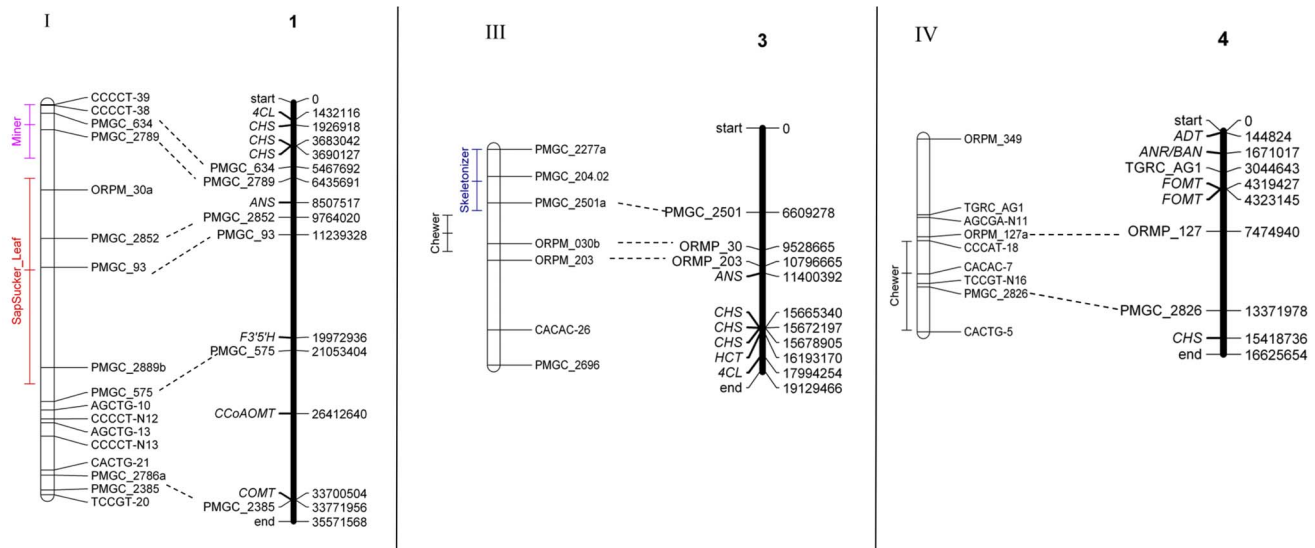 I
1
Miner
SapSucker_Leaf
CCCCT-39
CCCCT-38
PMGC_634
PMGC_2789
ORPM_30a
PMGC_2852
PMGC_93
PMGC_2889b
PMGC_575
AGCTG-10
CCCCT-N12
AGCTG-13
CCCCT-N13
CACTG-21
PMGC_2786a
PMGC_2385
TCCGT-20
start 0
4CL 1432116
CHS 1926918
CHS 3683042
CHS 3690127
PMGC_634 5467692
PMGC_2789 6435691
ANS 8507517
PMGC_2852 9764020
PMGC_93 11239328
F3'5'H 19972936
PMGC_575 21053404
CCoAOMT 26412640
COMT 33700504
PMGC_2385 33771956
end 35571568
III
3
Skeletonizer
Chewer
PMGC_2277a
PMGC_204.02
PMGC_2501a
ORPM_030b
ORPM_203
CACAC-26
PMGC_2696
start 0
PMGC_2501 6609278
ORMP_30 9528665
ORMP_203 10796665
ANS 11400392
CHS 15665340
CHS 15672197
CHS 15678905
HCT 16193170
4CL 17994254
end 19129466
IV
4
Chewer
ORPM_349
TGRC_AG1
AGCGA-N11
ORPM_127a
CCCAT-18
CACAC-7
TCCGT-N16
PMGC_2826
CACTG-5
start 0
ADT 144824
ANR/BAN 1671017
TGRC_AG1 3044643
FOMT 4319427
FOMT 4323145
ORMP_127 7474940
PMGC_2826 13371978
CHS 15418736
end 16625654